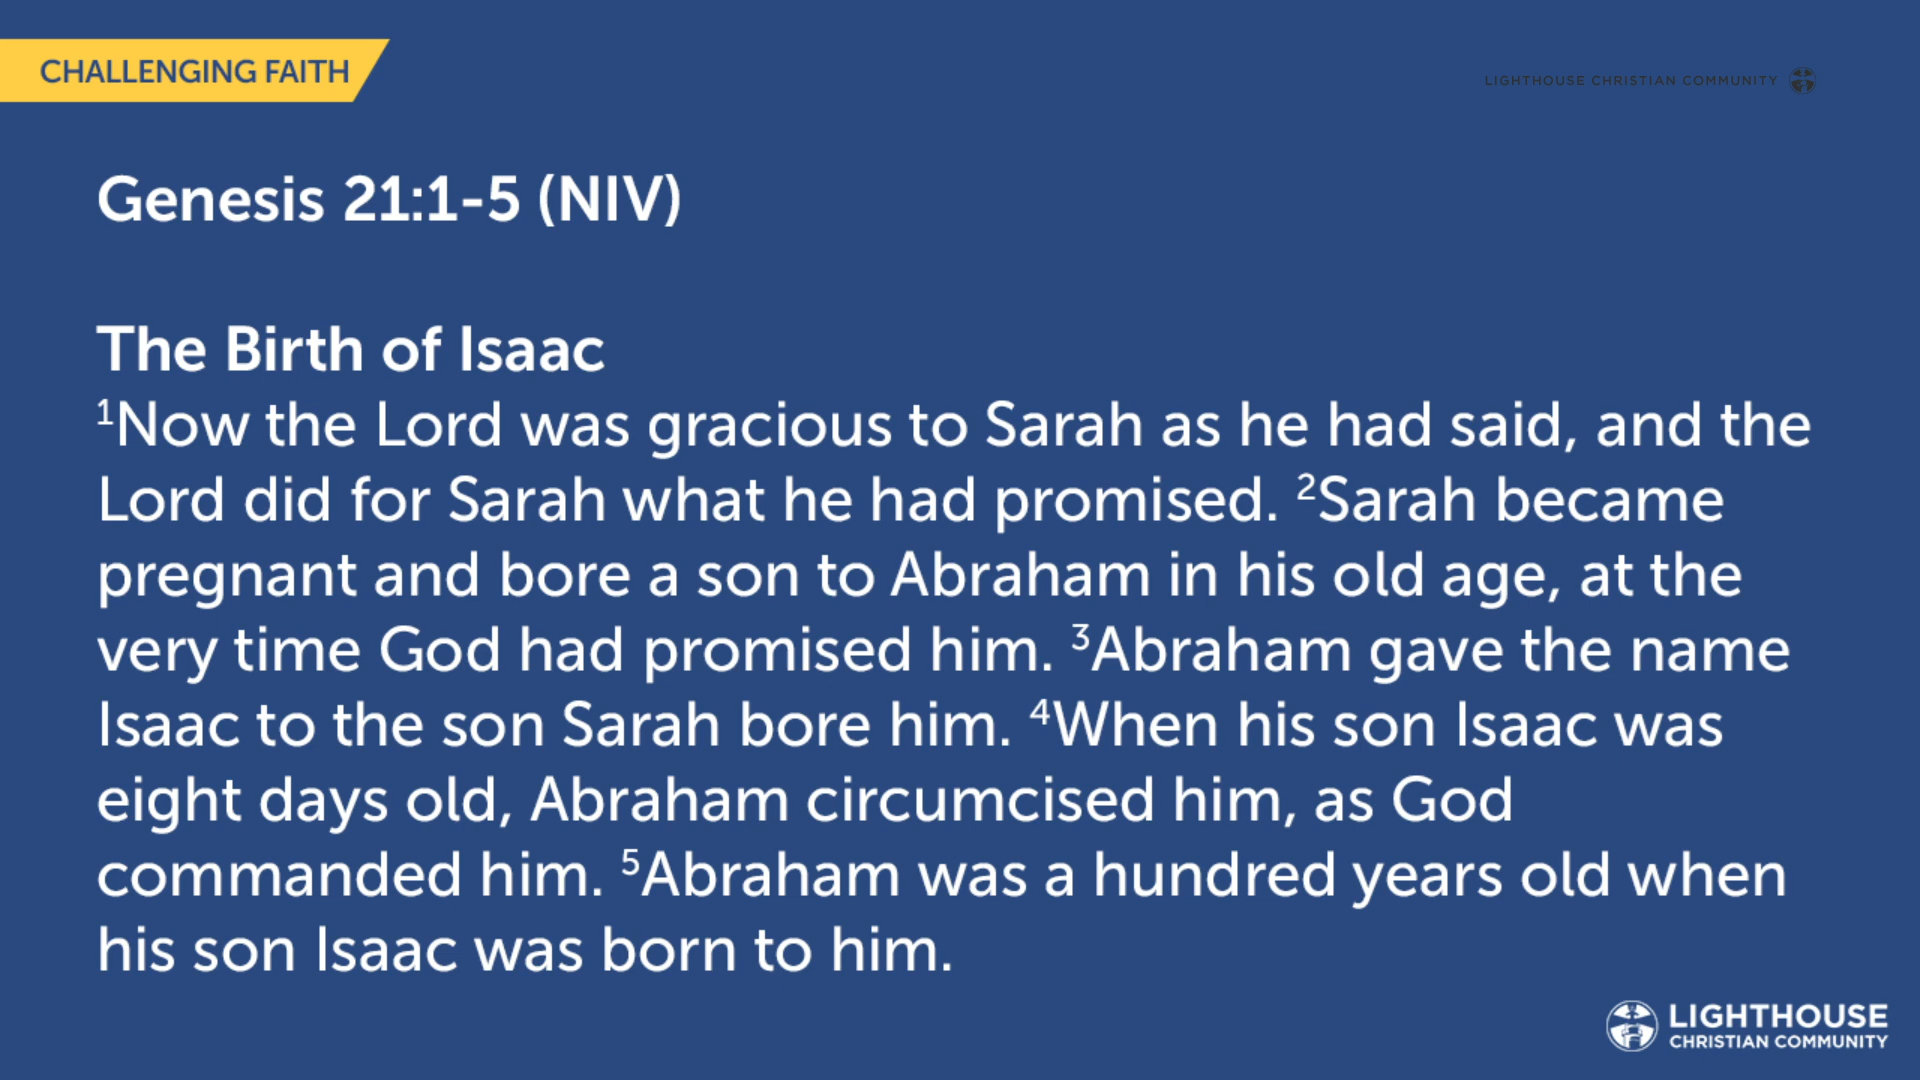 CHALLENGING FAITH
LIGHTHOUSE CHRISTIAN COMMUNITY
Genesis 21:1-5 (NIV)
The Birth of Isaac
¹Now the Lord was gracious to Sarah as he had said, and the
Lord did for Sarah what he had promised. ²Sarah became
pregnant and bore a son to Abraham in his old age, at the
very time God had promised him. ³Abraham gave the name
Isaac to the son Sarah bore him. ⁴When his son Isaac was
eight days old, Abraham circumcised him, as God
commanded him. ⁵Abraham was a hundred years old when
his son Isaac was born to him.
LIGHTHOUSE
CHRISTIAN COMMUNITY